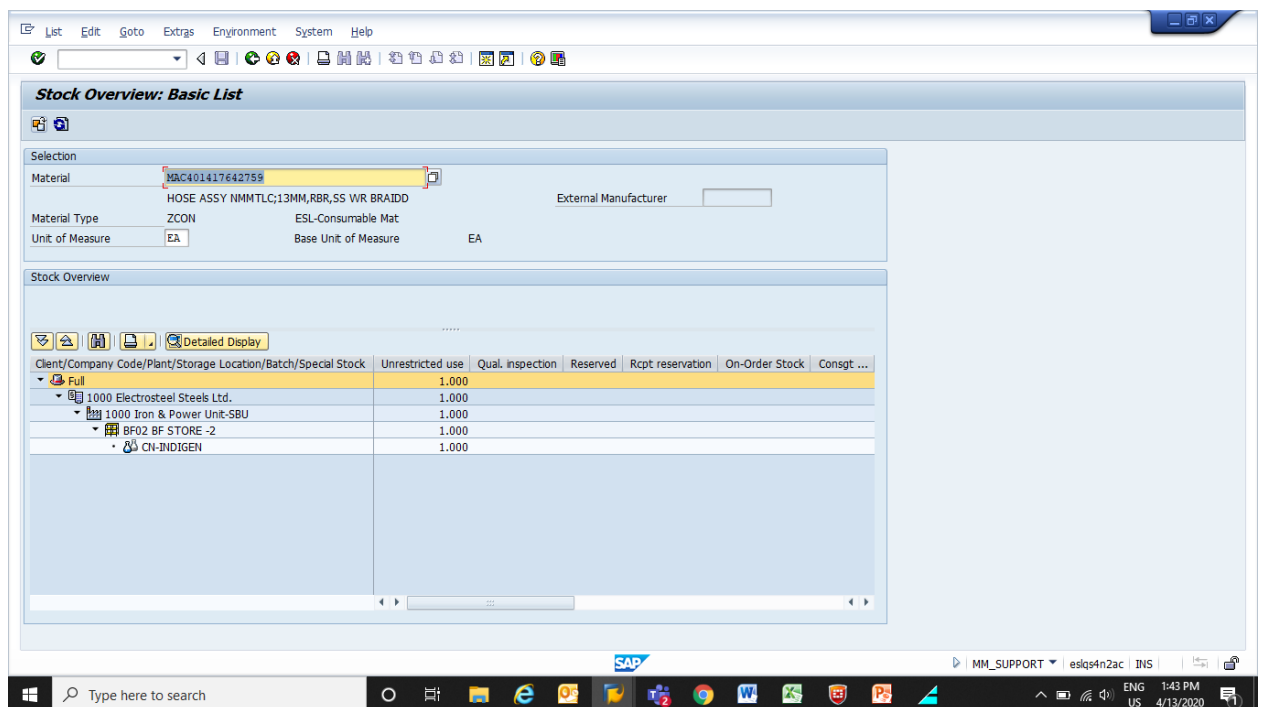 List Edit Goto Extras Environment System Help
Stock Overview: Basic List
Selection
Material MAC401417642759
HOSE ASSY NMMTLC;13MM,RBR,SS WR BRAIDD External Manufacturer
Material Type ZCON ESL-Consumable Mat
Unit of Measure EA Base Unit of Measure EA
Stock Overview
Detailed Display
Client/Company Code/Plant/Storage Location/Batch/Special Stock Unrestricted use Qual. inspection Reserved Rcpt reservation On-Order Stock Consgt ...
Full 1.000
1000 Electrosteel Steels Ltd. 1.000
1000 Iron & Power Unit-SBU 1.000
BF02 BF STORE -2 1.000
CN-INDIGEN 1.000
SAP MM_SUPPORT eslqs4n2ac INS
Type here to search ENG 1:43 PM
US 4/13/2020